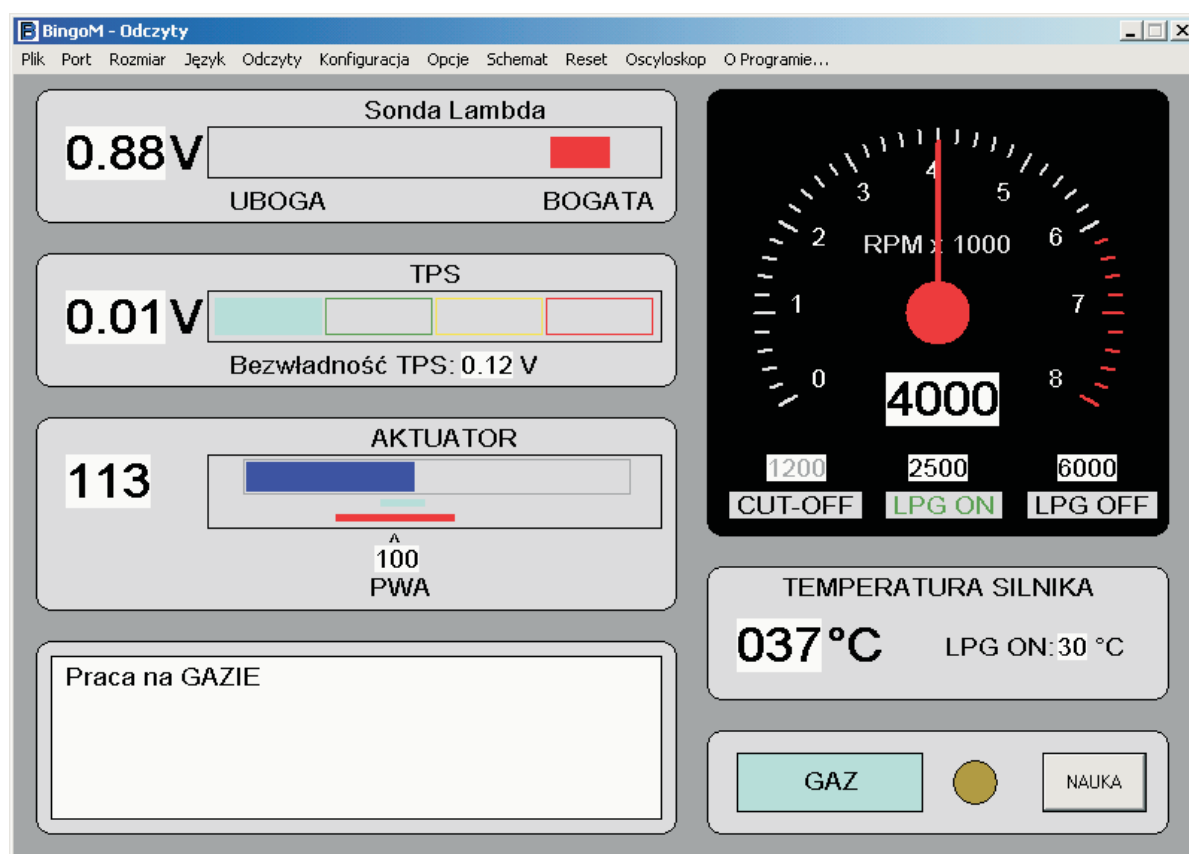 BingoM - Odczyty
Plik Port Rozmiar Język Odczyty Konfiguracja Opcje Schemat Reset Oscyloskop O Programie...
Sonda Lambda
0.88 V
UBOGA BOGATA
TPS
0.01 V
Bezwładność TPS: 0.12 V
AKTUATOR
113
^
100
PWA
Praca na GAZIE
0 1 2 3 4 5 6 7 8
RPM x 1000
4000
1200 2500 6000
CUT-OFF LPG ON LPG OFF
TEMPERATURA SILNIKA
037 °C LPG ON: 30 °C
GAZ NAUKA